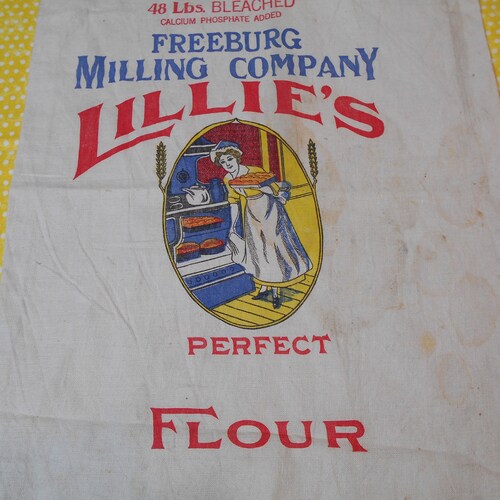 48 Lbs. BLEACHED
CALCIUM PHOSPHATE ADDED
FREEBURG
MILLING COMPANY
LILLIE'S
PERFECT
FLOUR